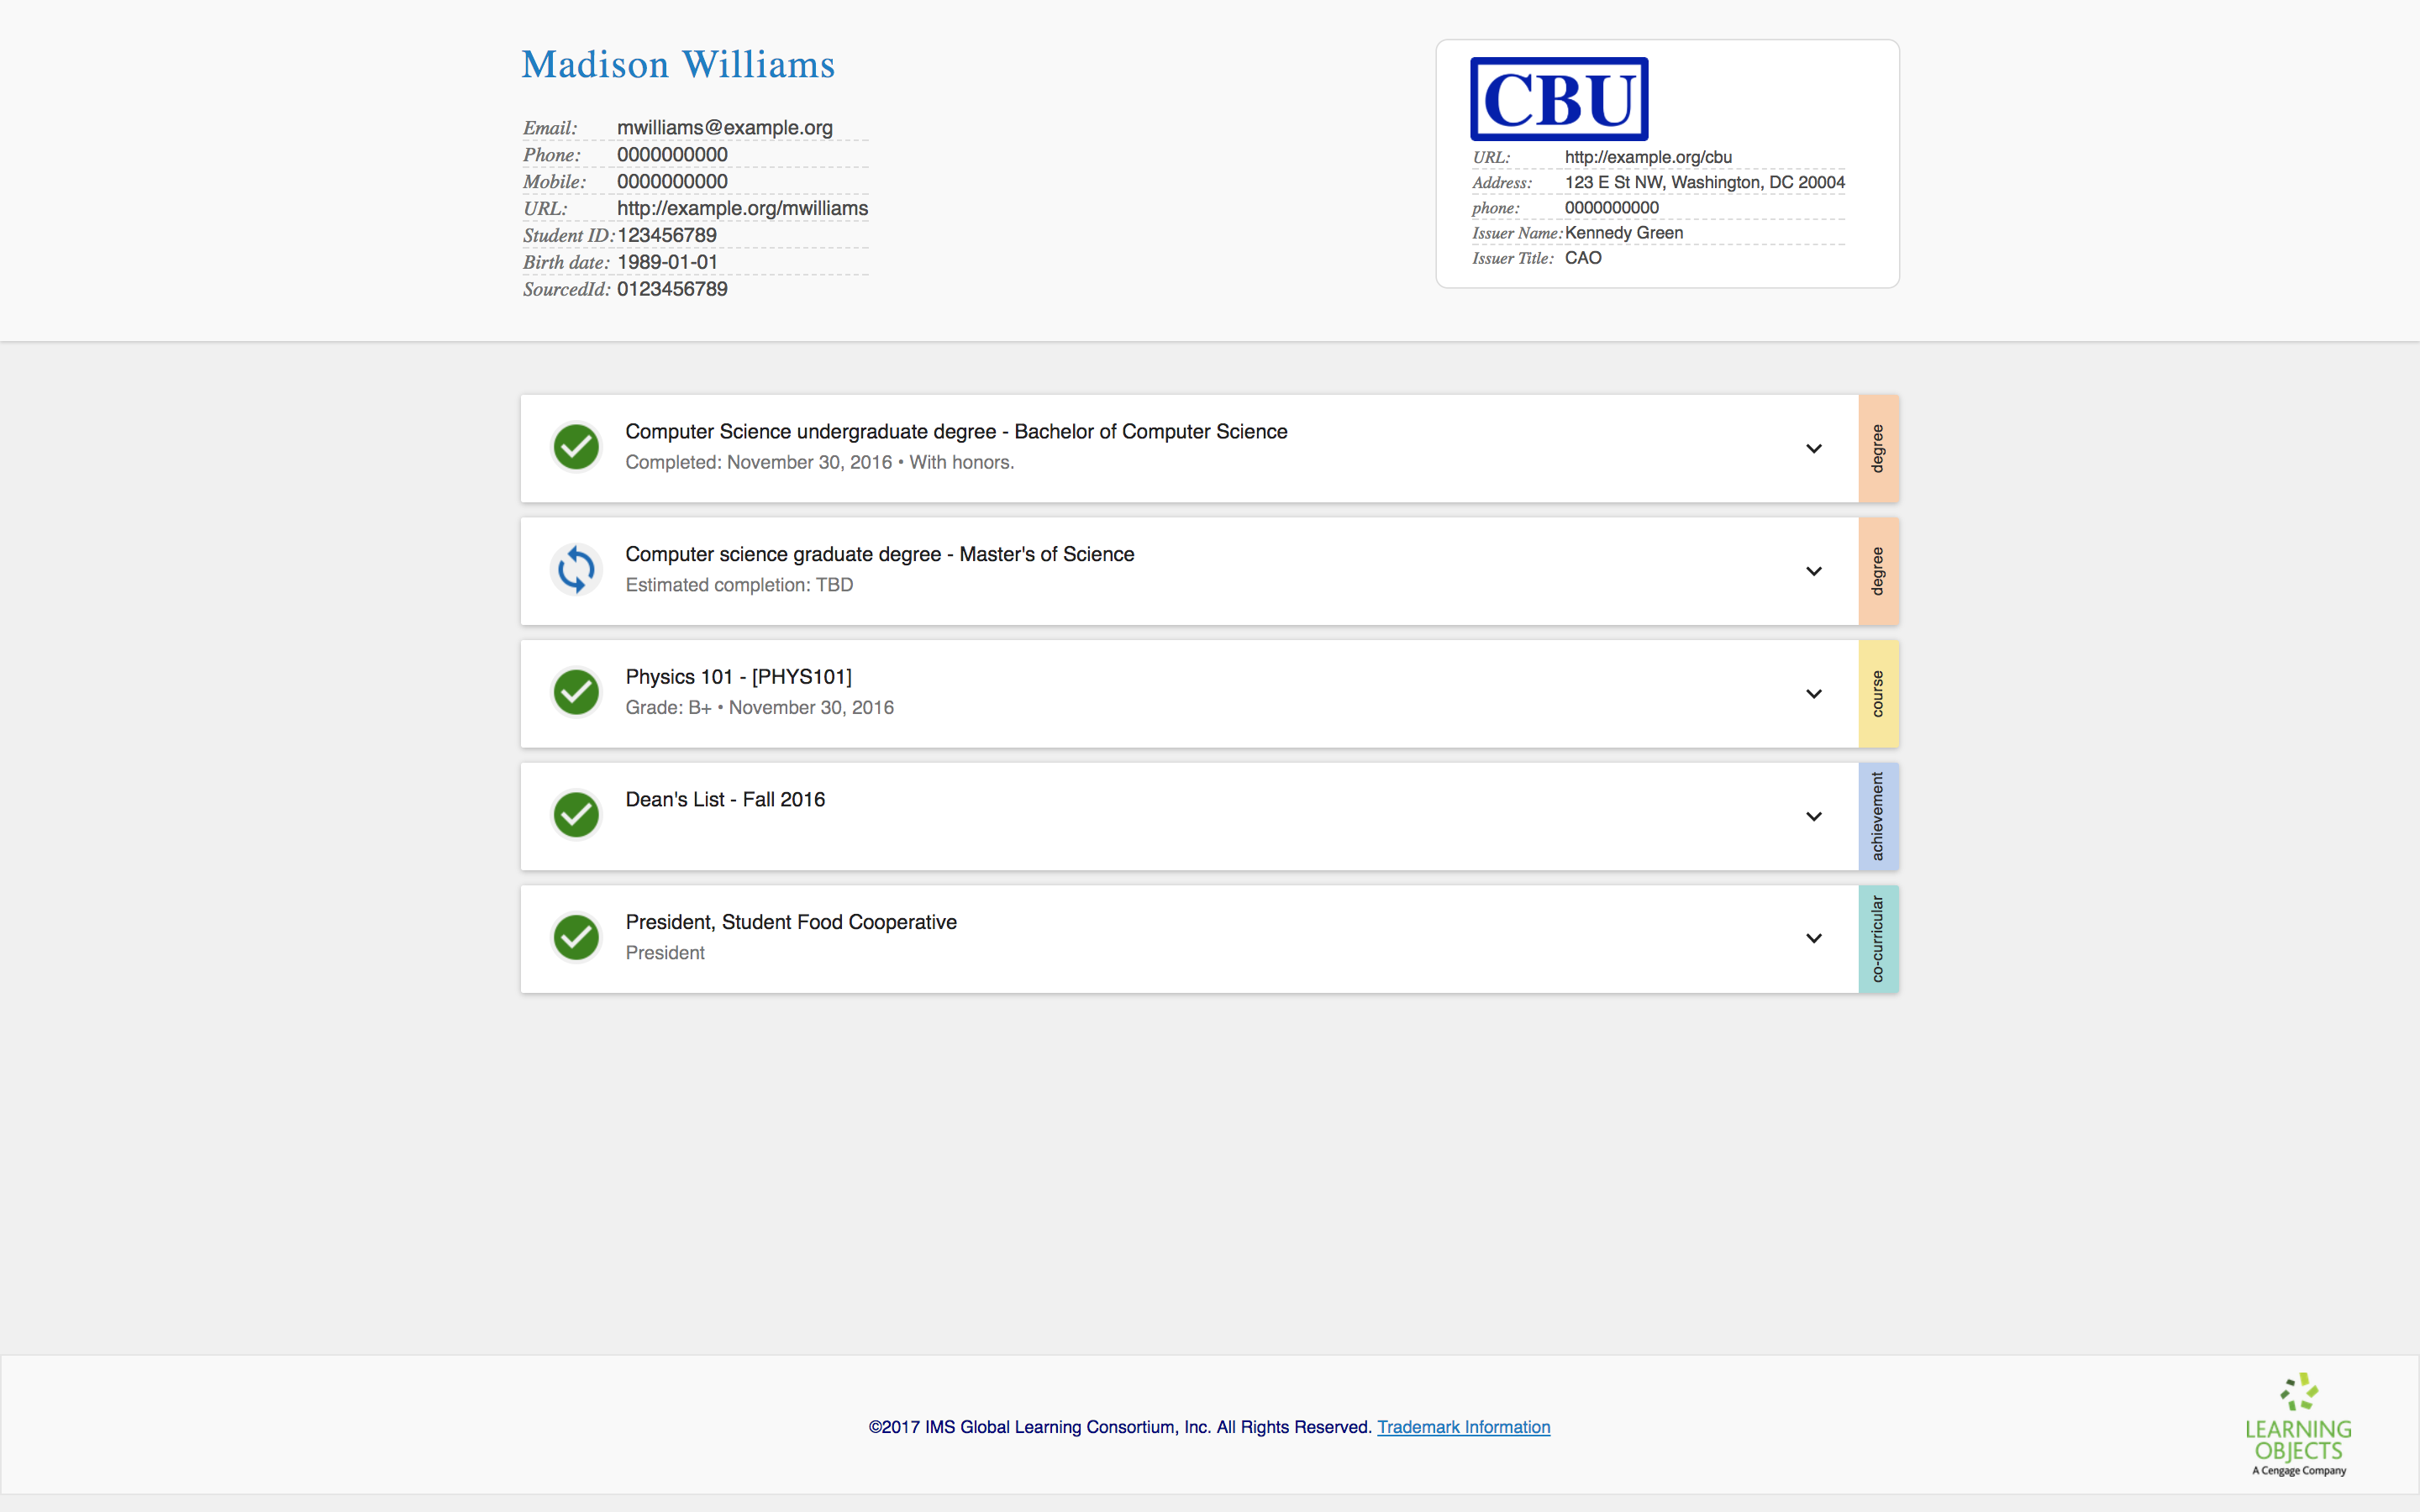 Madison Williams
Email: mwilliams@example.org
Phone: 0000000000
Mobile: 0000000000
URL: http://example.org/mwilliams
Student ID: 123456789
Birth date: 1989-01-01
SourcedId: 0123456789
CBU
URL: http://example.org/cbu
Address: 123 E St NW, Washington, DC 20004
phone: 0000000000
Issuer Name: Kennedy Green
Issuer Title: CAO
Computer Science undergraduate degree - Bachelor of Computer Science
Completed: November 30, 2016 • With honors.
degree
Computer science graduate degree - Master's of Science
Estimated completion: TBD
degree
Physics 101 - [PHYS101]
Grade: B+ • November 30, 2016
course
Dean's List - Fall 2016
achievement
President, Student Food Cooperative
President
co-curricular
©2017 IMS Global Learning Consortium, Inc. All Rights Reserved. Trademark Information
LEARNING
OBJECTS
A Cengage Company